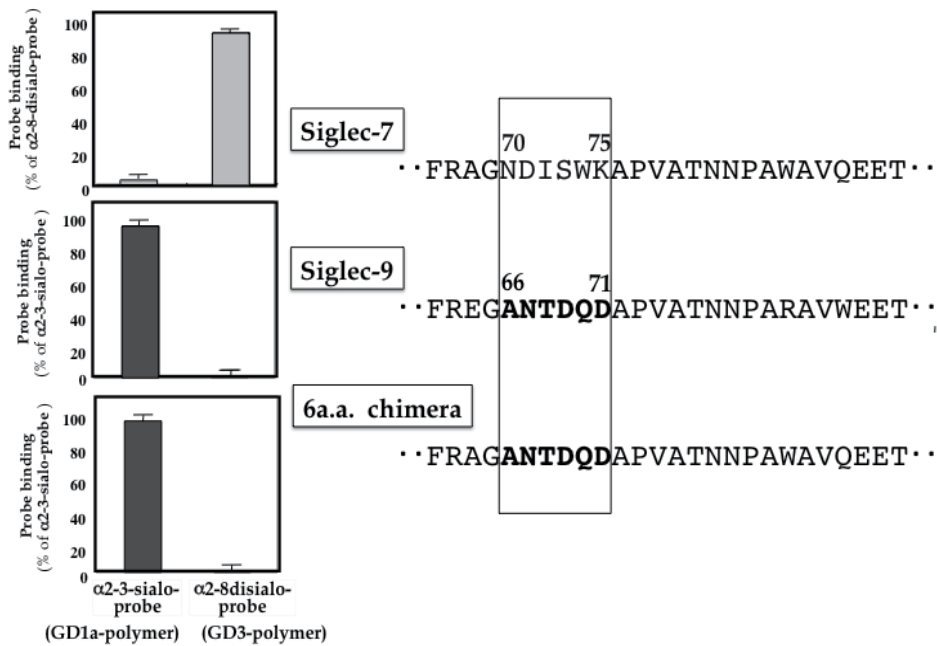 Probe binding
(% of α2-8-disialo-probe )
100
80
60
40
20
0
Siglec-7
70 75
··FRAGNDISWKAPVATNNPAWAVQEET··
Probe binding
(% of α2-3-sialo-probe )
100
80
60
40
20
0
Siglec-9
66 71
··FREGANTDQDAPVATNNPARAVWEET··
Probe binding
(% of α2-3-sialo-probe )
100
80
60
40
20
0
6a.a. chimera
··FRAGANTDQDAPVATNNPAWAVQEET··
α2-3-sialo-
probe
(GD1a-polymer)
α2-8disialo-
probe
(GD3-polymer)